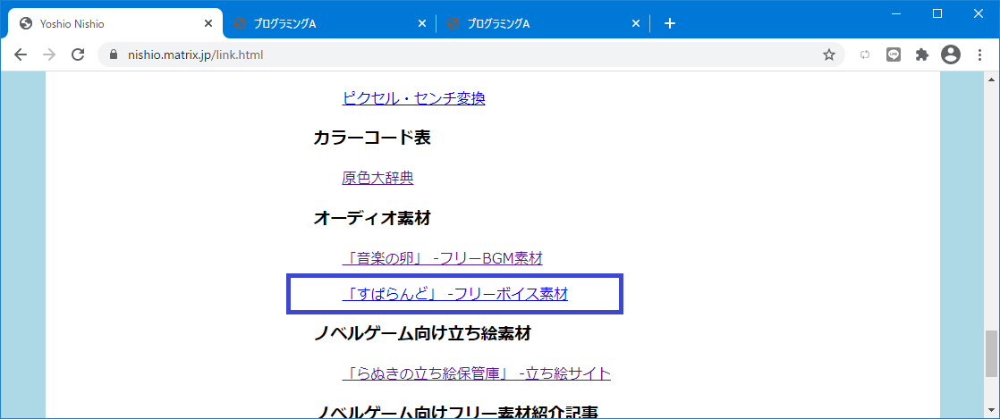 Yoshio Nishio
プログラミングA
プログラミングA
nishio.matrix.jp/link.html
ピクセル・センチ変換
カラーコード表
原色大辞典
オーディオ素材
「音楽の卵」 -フリーBGM素材
「すぱらんど」 -フリーボイス素材
ノベルゲーム向け立ち絵素材
「らぬきの立ち絵保管庫」 -立ち絵サイト
ノベルゲーム向けフリー素材紹介記事